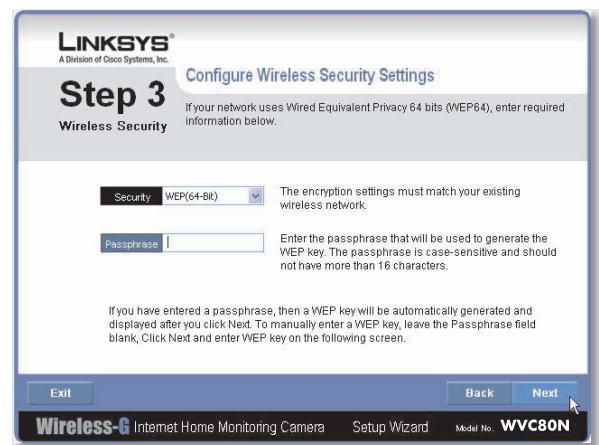 LINKSYS®
A Division of Cisco Systems, Inc.
Step 3
Wireless Security
Configure Wireless Security Settings
If your network uses Wired Equivalent Privacy 64 bits (WEP64), enter required
information below.
Security WEP(64-Bit)
The encryption settings must match your existing
wireless network.
Passphrase
Enter the passphrase that will be used to generate the
WEP key. The passphrase is case-sensitive and should
not have more than 16 characters.
If you have entered a passphrase, then a WEP key will be automatically generated and
displayed after you click Next. To manually enter a WEP key, leave the Passphrase field
blank, Click Next and enter WEP key on the following screen.
Exit Back Next
Wireless-G Internet Home Monitoring Camera Setup Wizard Model No. WVC80N